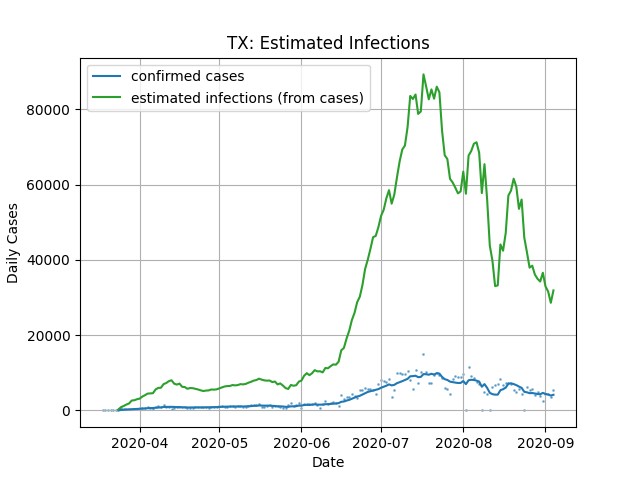 TX: Estimated Infections
confirmed cases
estimated infections (from cases)
Daily Cases
80000
60000
40000
20000
0
2020-04 2020-05 2020-06 2020-07 2020-08 2020-09
Date